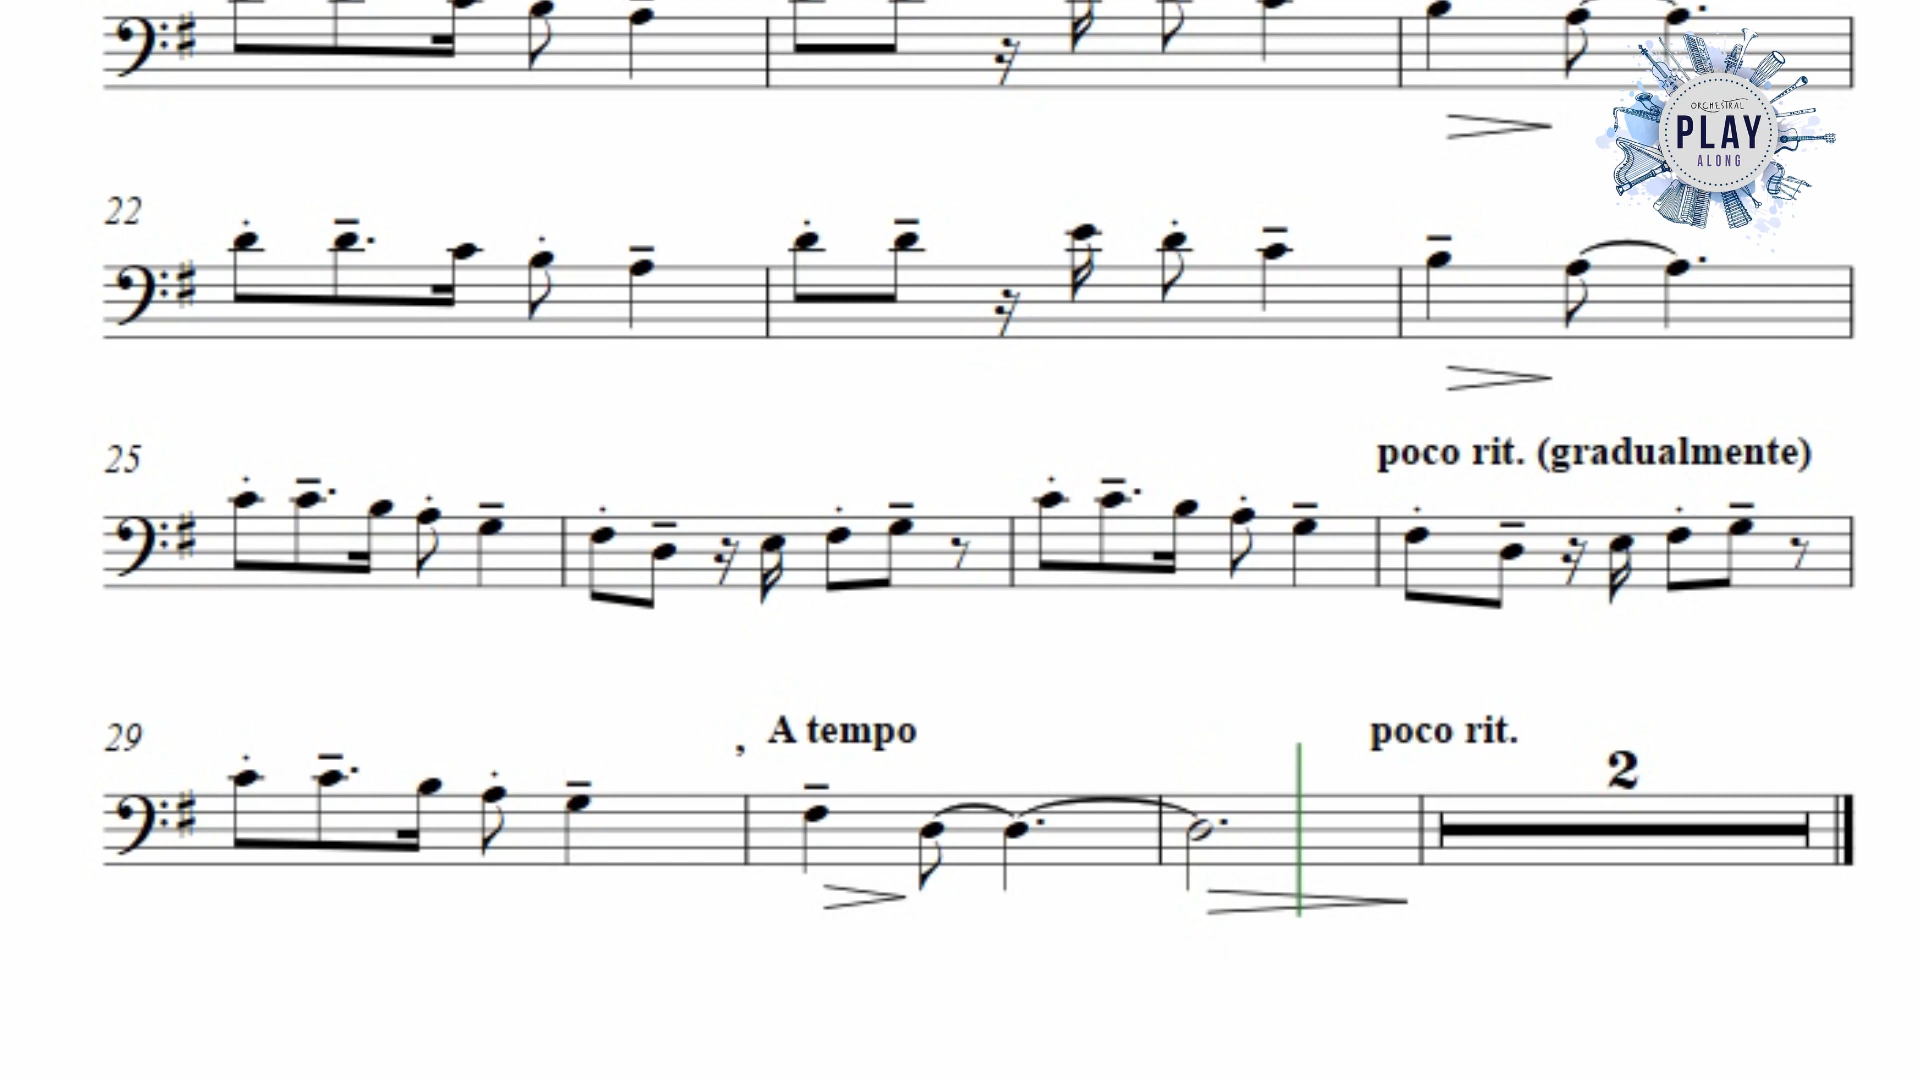 ORCHESTRAL
PLAY
ALONG
22
25
poco rit. (gradualmente)
29
, A tempo
poco rit.
2